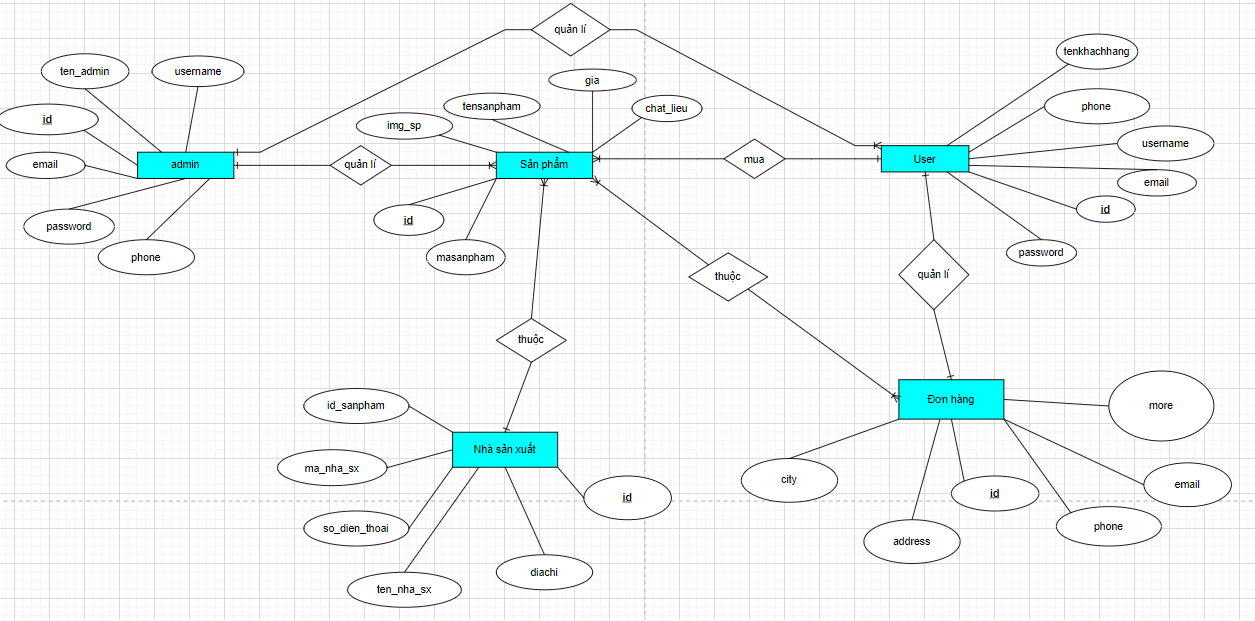 quản lí
tenkhachhang
ten_admin
username
gia
phone
id
img_sp
tensanpham
chat_lieu
username
email
admin
quản lí
Sản phẩm
mua
User
email
password
id
masanpham
id
password
phone
thuộc
quản lí
thuộc
id_sanpham
Đơn hàng
more
Nhà sản xuất
ma_nha_sx
id
city
id
email
so_dien_thoai
phone
address
ten_nha_sx
diachi